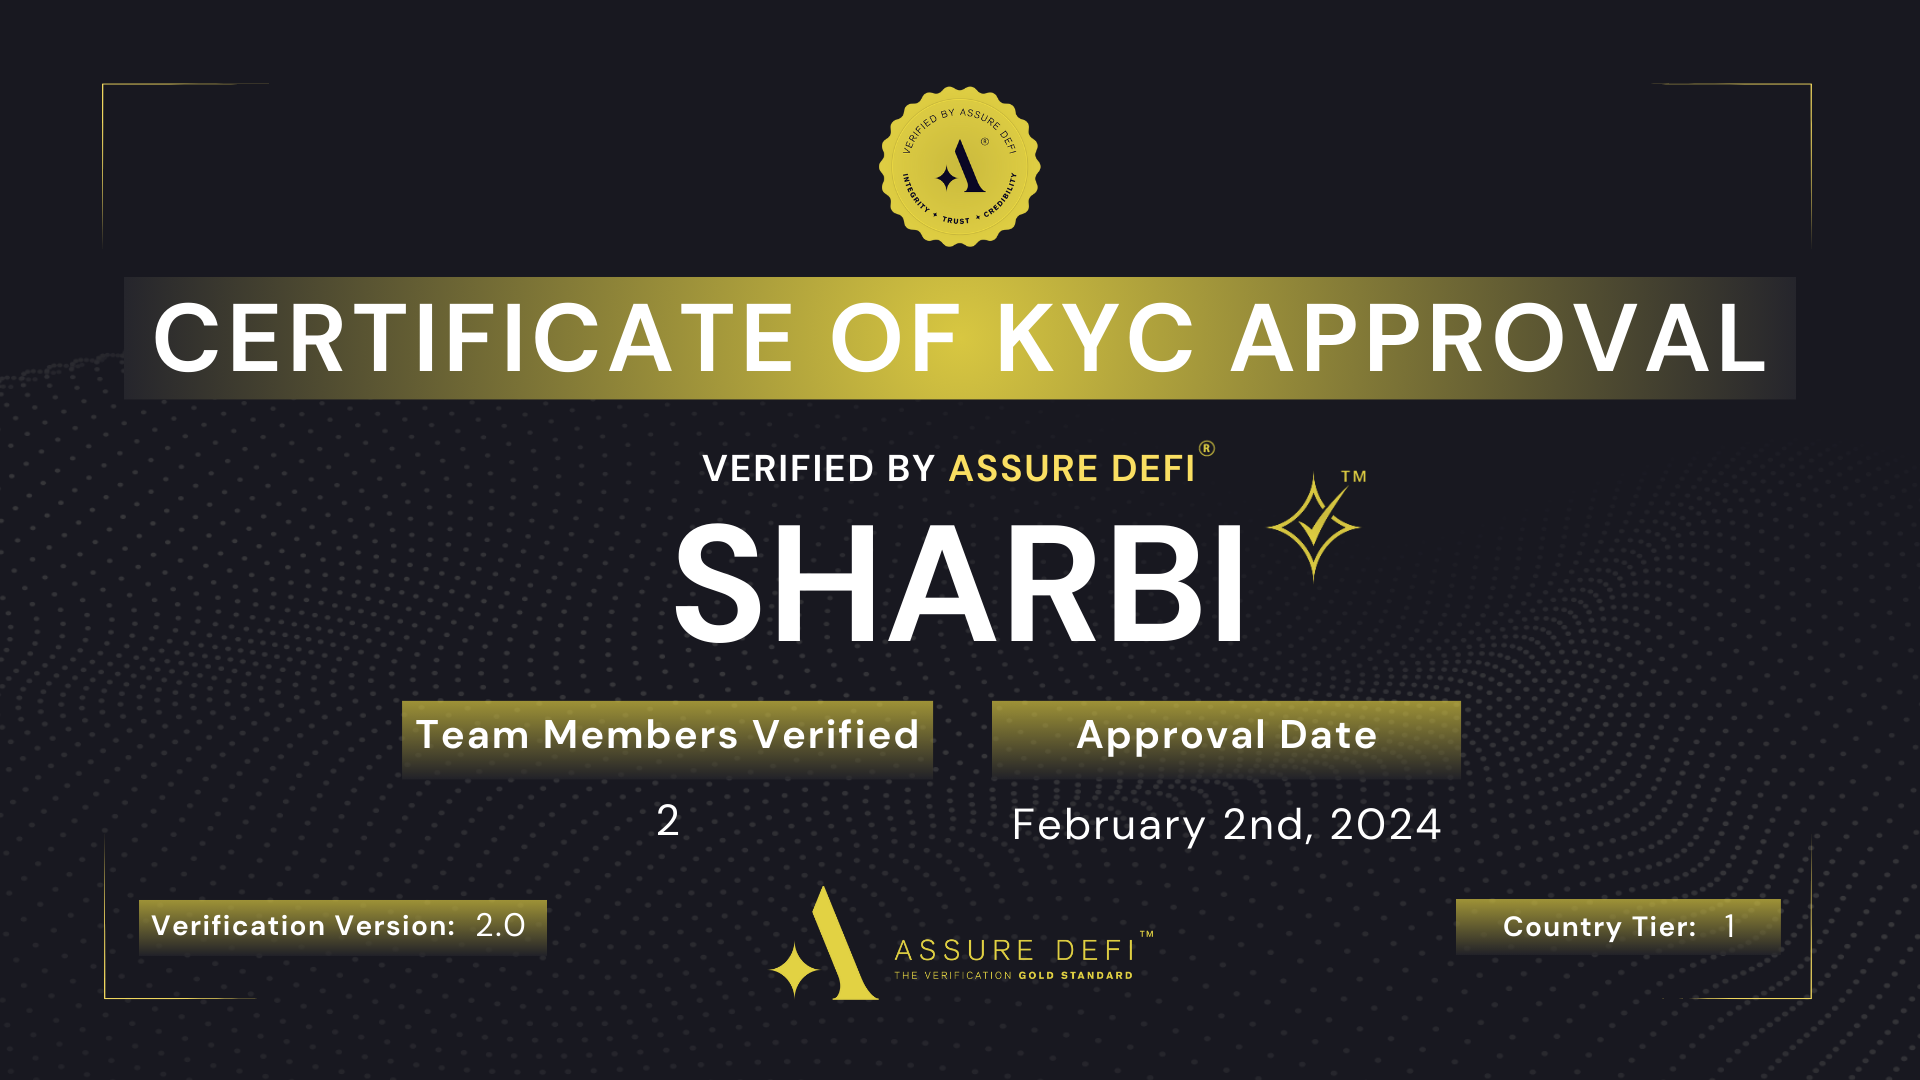 VERIFIED BY ASSURE DEFI
®
INTEGRITY ✦ TRUST ✦ CREDIBILITY
CERTIFICATE OF KYC APPROVAL
VERIFIED BY ASSURE DEFI®
TM
SHARBI
Team Members Verified
Approval Date
2
February 2nd, 2024
Verification Version: 2.0
Country Tier: 1
ASSURE DEFI™
THE VERIFICATION GOLD STANDARD